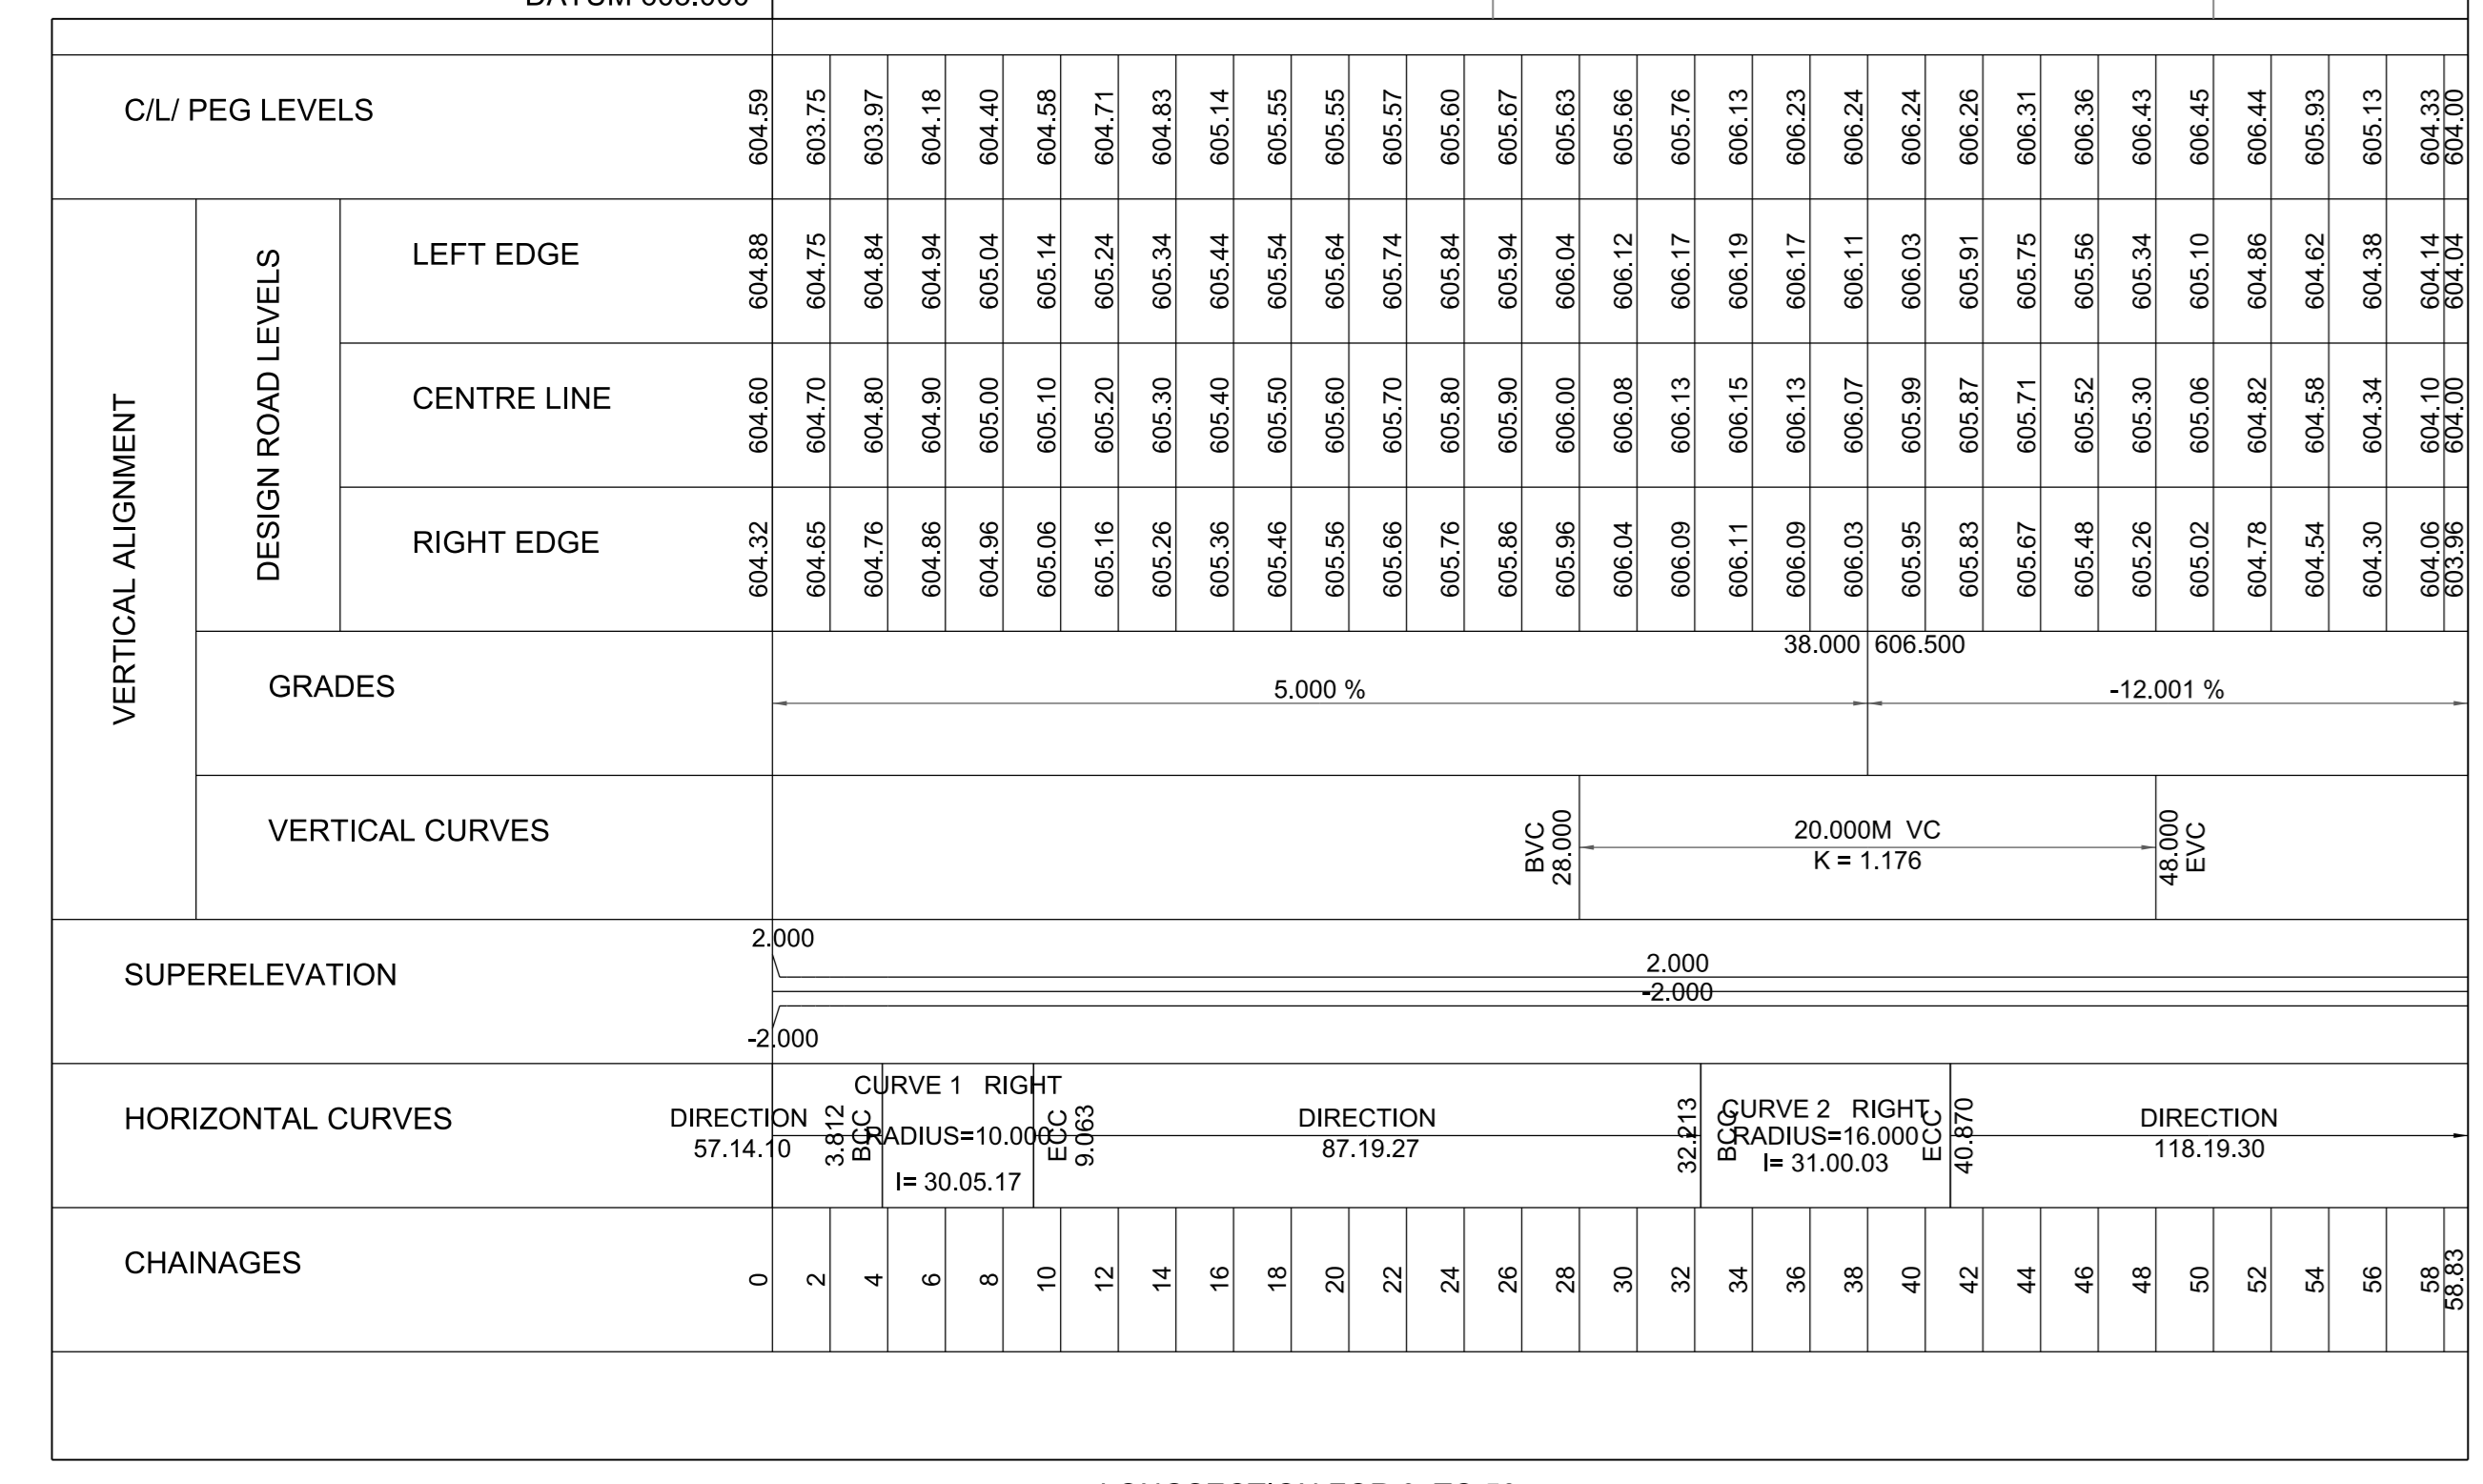 C/L/ PEG LEVELS 604.59 603.75 603.97 604.18 604.40 604.58 604.71 604.83 605.14 605.55 605.55 605.57 605.60 605.67 605.63 605.66 605.76 606.13 606.23 606.24 606.24 606.26 606.31 606.36 606.43 606.45 606.44 605.93 605.13 604.33 604.00
VERTICAL ALIGNMENT
DESIGN ROAD LEVELS
LEFT EDGE 604.88 604.75 604.84 604.94 605.04 605.14 605.24 605.34 605.44 605.54 605.64 605.74 605.84 605.94 606.04 606.12 606.17 606.19 606.17 606.11 606.03 605.91 605.75 605.56 605.34 605.10 604.86 604.62 604.38 604.14 604.04
CENTRE LINE 604.60 604.70 604.80 604.90 605.00 605.10 605.20 605.30 605.40 605.50 605.60 605.70 605.80 605.90 606.00 606.08 606.13 606.15 606.13 606.07 605.99 605.87 605.71 605.52 605.30 605.06 604.82 604.58 604.34 604.10 604.00
RIGHT EDGE 604.32 604.65 604.76 604.86 604.96 605.06 605.16 605.26 605.36 605.46 605.56 605.66 605.76 605.86 605.96 606.04 606.09 606.11 606.09 606.03 605.95 605.83 605.67 605.48 605.26 605.02 604.78 604.54 604.30 604.06 603.96
38.000 606.500
GRADES 5.000 % -12.001 %
VERTICAL CURVES
BVC
28.000
20.000M VC
K = 1.176
48.000
EVC
2.000
SUPERELEVATION
2.000
-2.000
-2.000
HORIZONTAL CURVES
DIRECTION
57.14.10
3.812
BCC
CURVE 1 RIGHT
RADIUS=10.000
I= 30.05.17
ECC
9.063
DIRECTION
87.19.27
32.213
BCC
CURVE 2 RIGHT
RADIUS=16.000
I= 31.00.03
ECC
40.870
DIRECTION
118.19.30
CHAINAGES 0 2 4 6 8 10 12 14 16 18 20 22 24 26 28 30 32 34 36 38 40 42 44 46 48 50 52 54 56 58 58.83